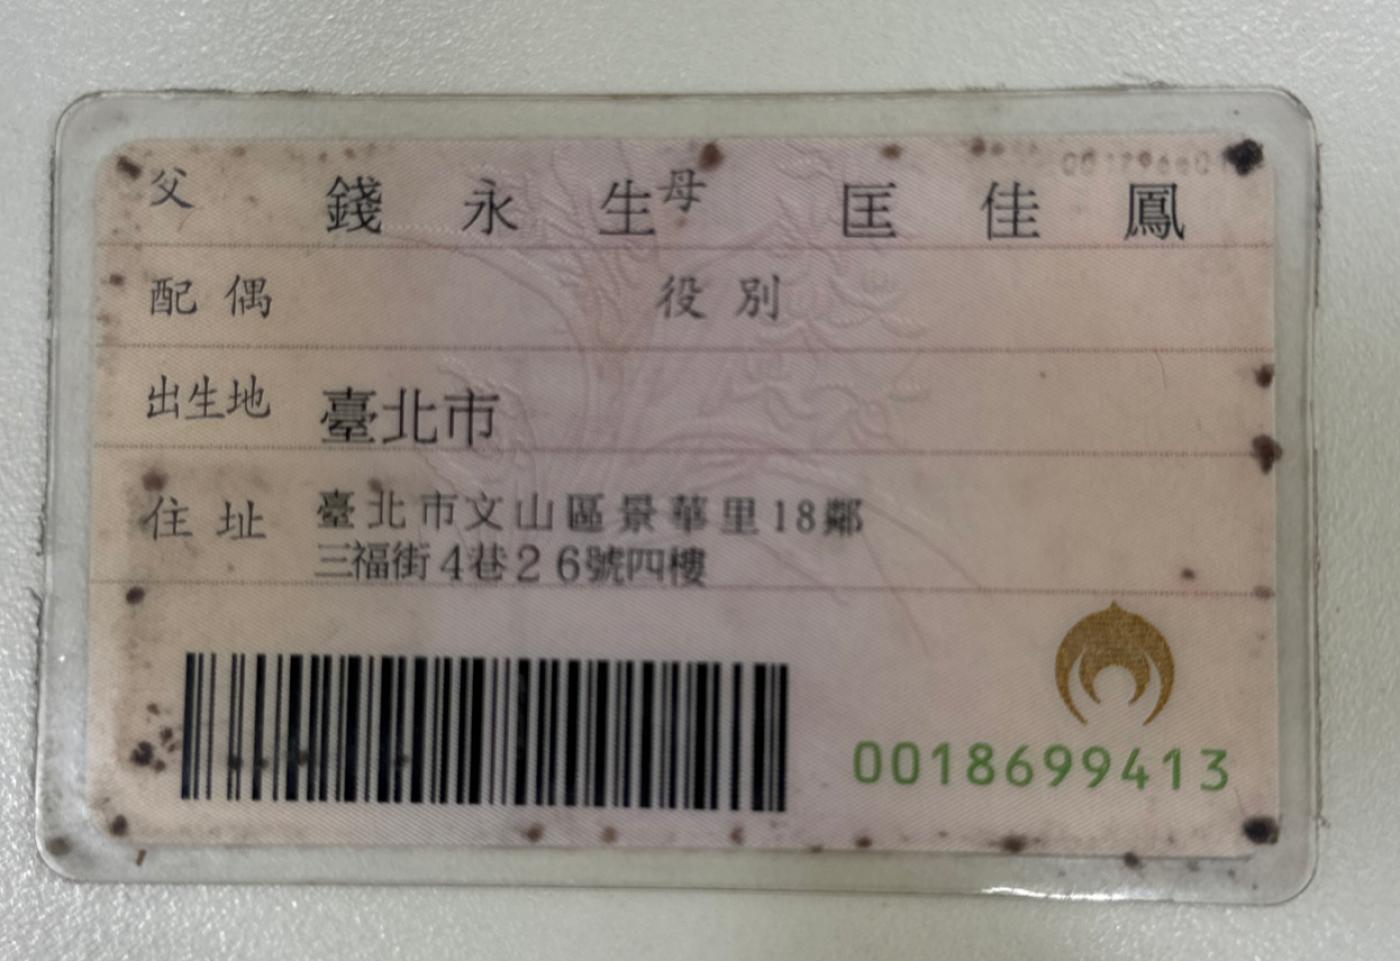 父 錢永生 母 匡佳鳳
配偶 役別
出生地 臺北市
住址 臺北市文山區景華里18鄰
三福街4巷26號四樓
0018699413